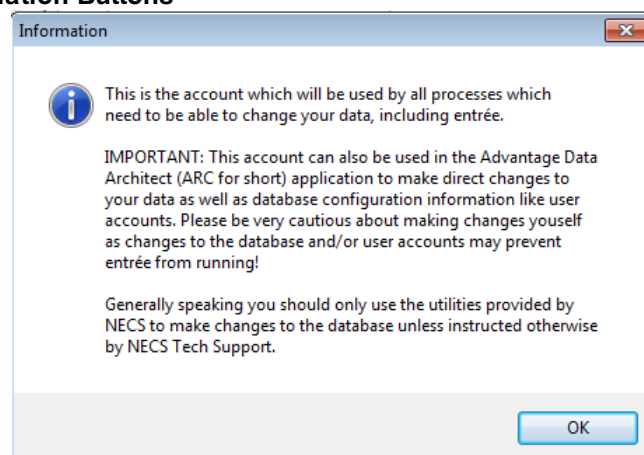 Buttons
Information
This is the account which will be used by all processes which
need to be able to change your data, including entrée.
IMPORTANT: This account can also be used in the Advantage Data
Architect (ARC for short) application to make direct changes to
your data as well as database configuration information like user
accounts. Please be very cautious about making changes youself
as changes to the database and/or user accounts may prevent
entrée from running!
Generally speaking you should only use the utilities provided by
NECS to make changes to the database unless instructed otherwise
by NECS Tech Support.
OK